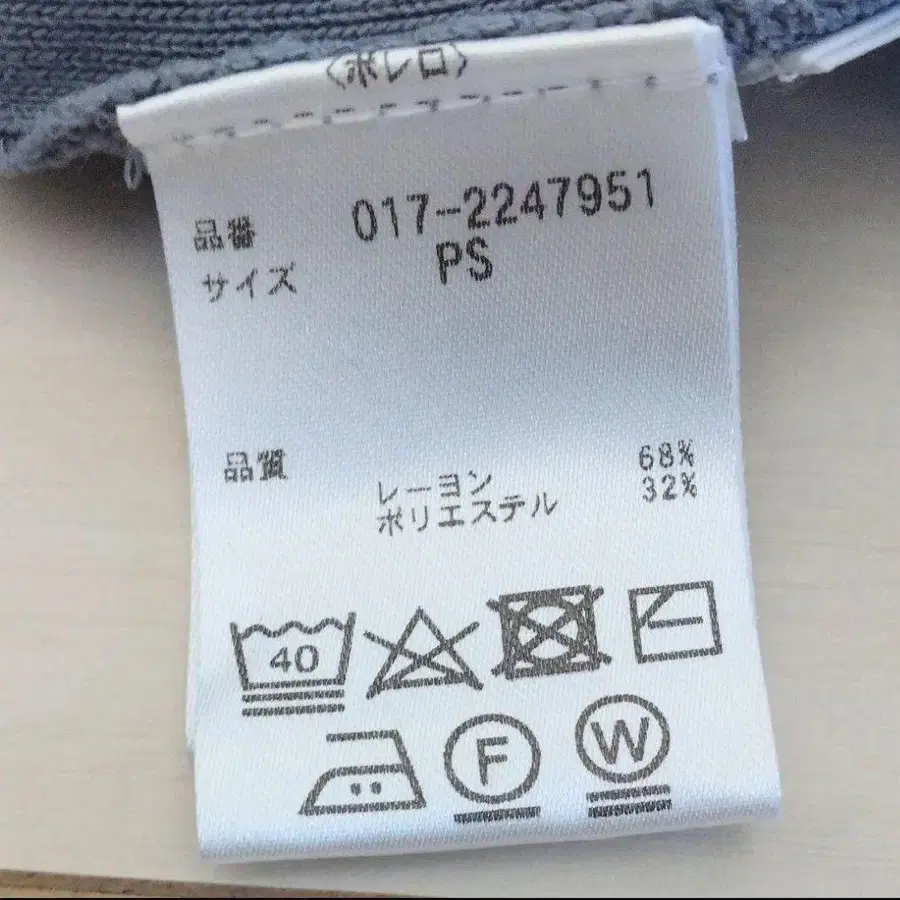 〈ボレロ〉
品番 017-2247951
サイズ PS
品質 レーヨン 68%
ポリエステル 32%
40
F W